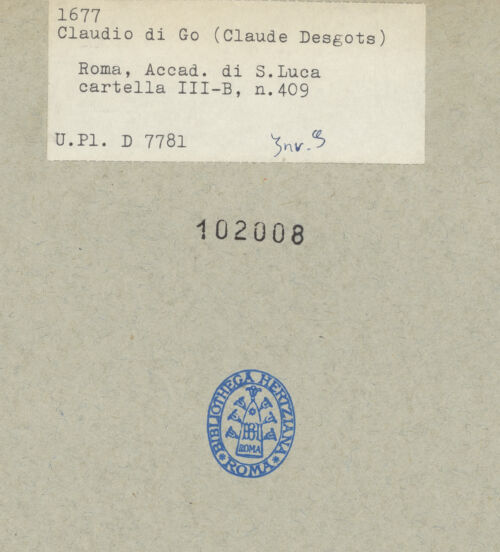 1677
Claudio di Go (Claude Desgots)
Roma, Accad. di S.Luca
cartella III-B, n.409
U.Pl. D 7781
102008
BIBLIOTHECA HERTZIANA
ROMA
ROMA